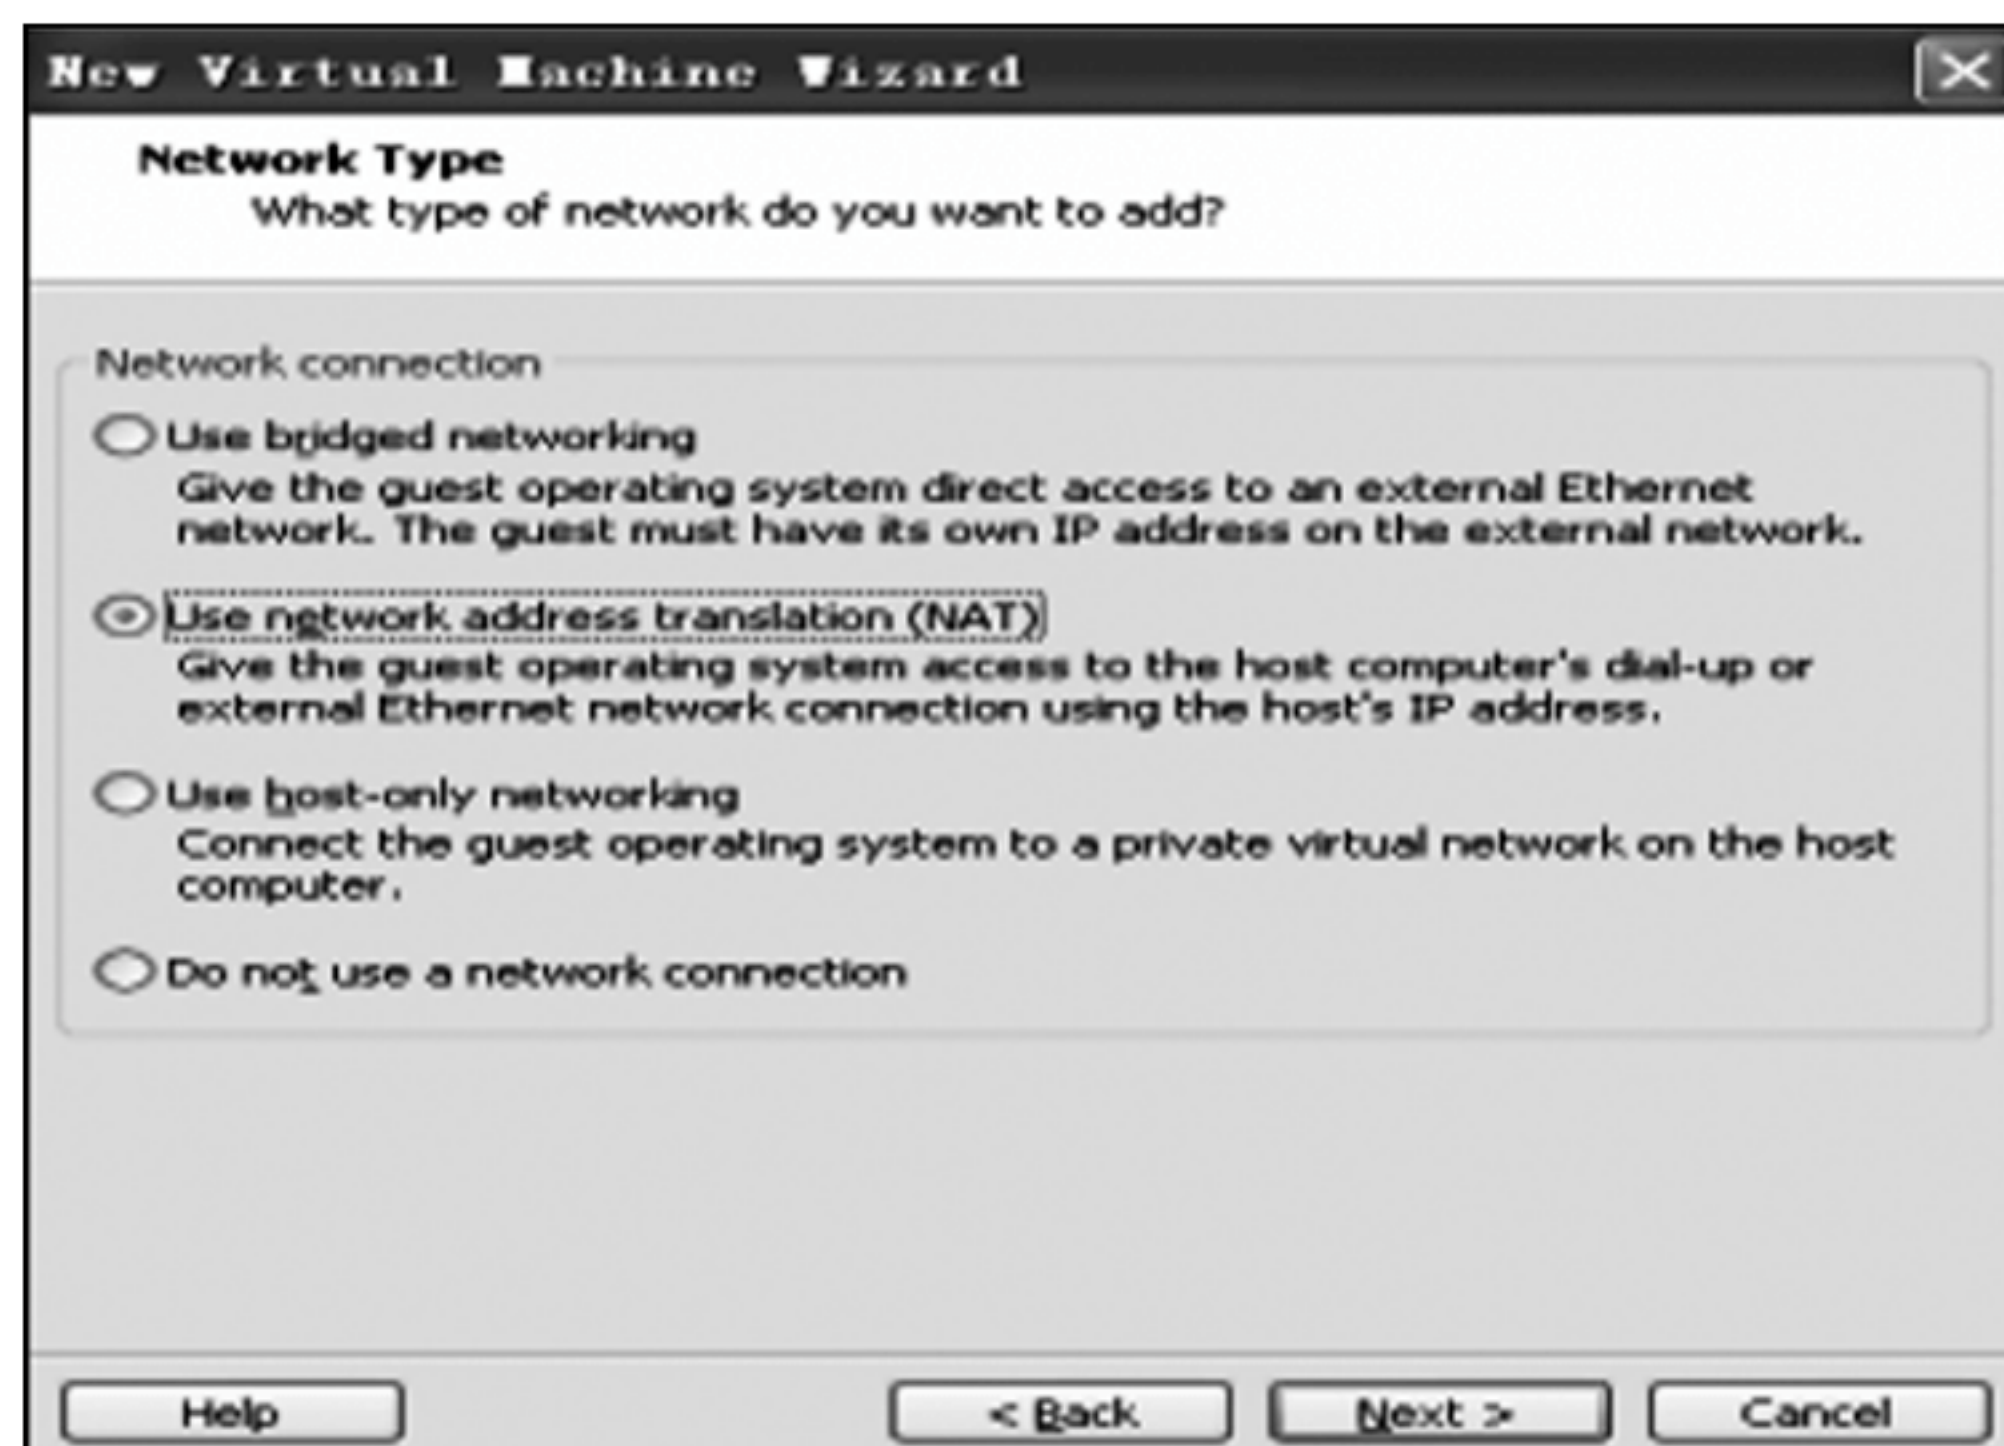 New Virtual Machine Wizard
Network Type
What type of network do you want to add?
Network connection
Use bridged networking
Give the guest operating system direct access to an external Ethernet
network. The guest must have its own IP address on the external network.
Use network address translation (NAT)
Give the guest operating system access to the host computer's dial-up or
external Ethernet network connection using the host's IP address.
Use host-only networking
Connect the guest operating system to a private virtual network on the host
computer.
Do not use a network connection
Help
< Back
Next >
Cancel